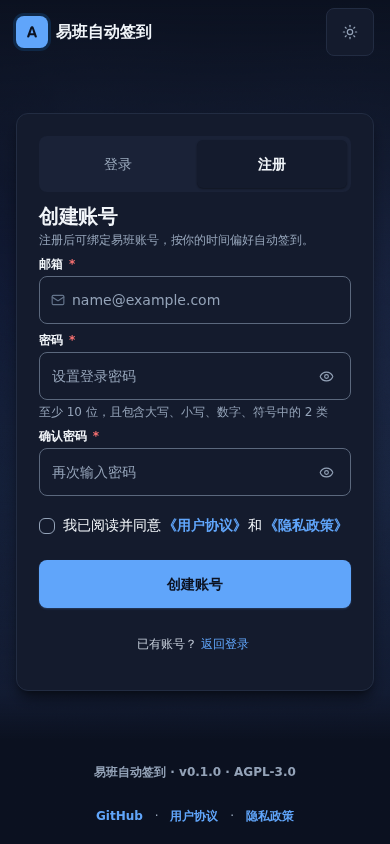 A 易班自动签到
登录 注册
创建账号
注册后可绑定易班账号，按你的时间偏好自动签到。
邮箱 *
name@example.com
密码 *
设置登录密码
至少 10 位，且包含大写、小写、数字、符号中的 2 类
确认密码 *
再次输入密码
我已阅读并同意《用户协议》和《隐私政策》
创建账号
已有账号？ 返回登录
易班自动签到 · v0.1.0 · AGPL-3.0
GitHub · 用户协议 · 隐私政策